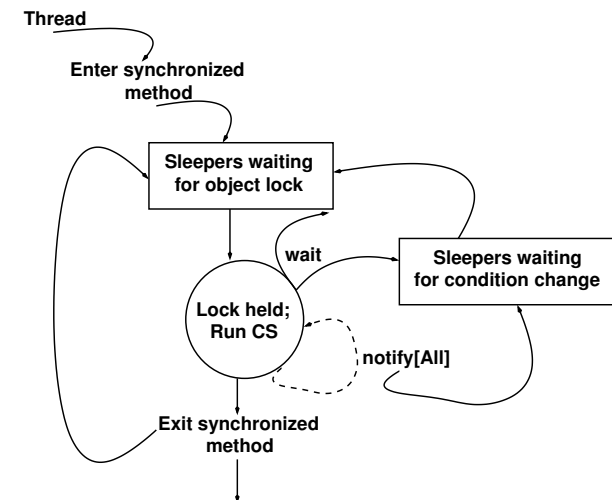 Thread
Enter synchronized
method
Sleepers waiting
for object lock
wait
Sleepers waiting
for condition change
Lock held;
Run CS
notify[All]
Exit synchronized
method